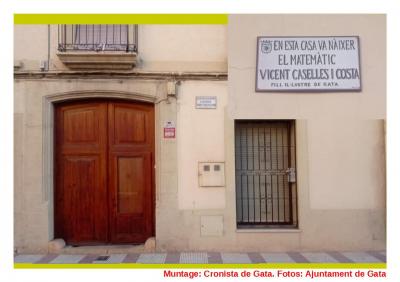 EN ESTA CASA VA NÀIXER
EL MATEMÀTIC
VICENT CASELLES I COSTA
FILL IL·LUSTRE DE GATA
Muntage: Cronista de Gata. Fotos: Ajuntament de Gata